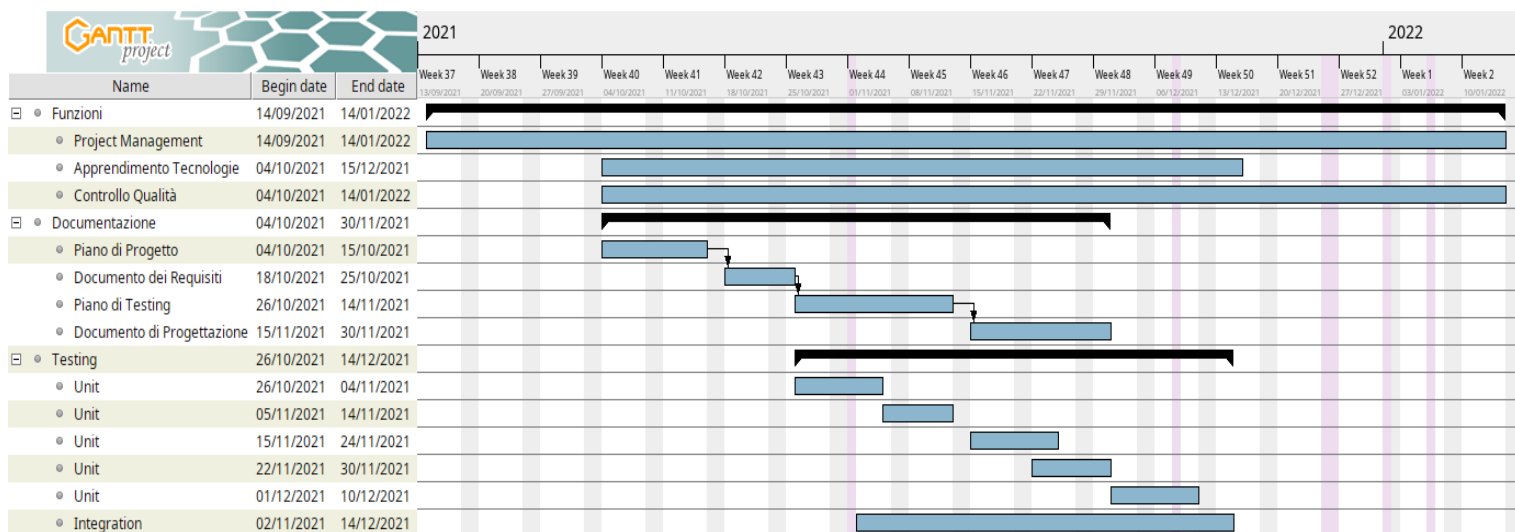 GANTT project
2021 2022
Week 37 Week 38 Week 39 Week 40 Week 41 Week 42 Week 43 Week 44 Week 45 Week 46 Week 47 Week 48 Week 49 Week 50 Week 51 Week 52 Week 1 Week 2
13/09/2021 20/09/2021 27/09/2021 04/10/2021 11/10/2021 18/10/2021 25/10/2021 01/11/2021 08/11/2021 15/11/2021 22/11/2021 29/11/2021 06/12/2021 13/12/2021 20/12/2021 27/12/2021 03/01/2022 10/01/2022
Name Begin date End date
Funzioni 14/09/2021 14/01/2022
Project Management 14/09/2021 14/01/2022
Apprendimento Tecnologie 04/10/2021 15/12/2021
Controllo Qualità 04/10/2021 14/01/2022
Documentazione 04/10/2021 30/11/2021
Piano di Progetto 04/10/2021 15/10/2021
Documento dei Requisiti 18/10/2021 25/10/2021
Piano di Testing 26/10/2021 14/11/2021
Documento di Progettazione 15/11/2021 30/11/2021
Testing 26/10/2021 14/12/2021
Unit 26/10/2021 04/11/2021
Unit 05/11/2021 14/11/2021
Unit 15/11/2021 24/11/2021
Unit 22/11/2021 30/11/2021
Unit 01/12/2021 10/12/2021
Integration 02/11/2021 14/12/2021